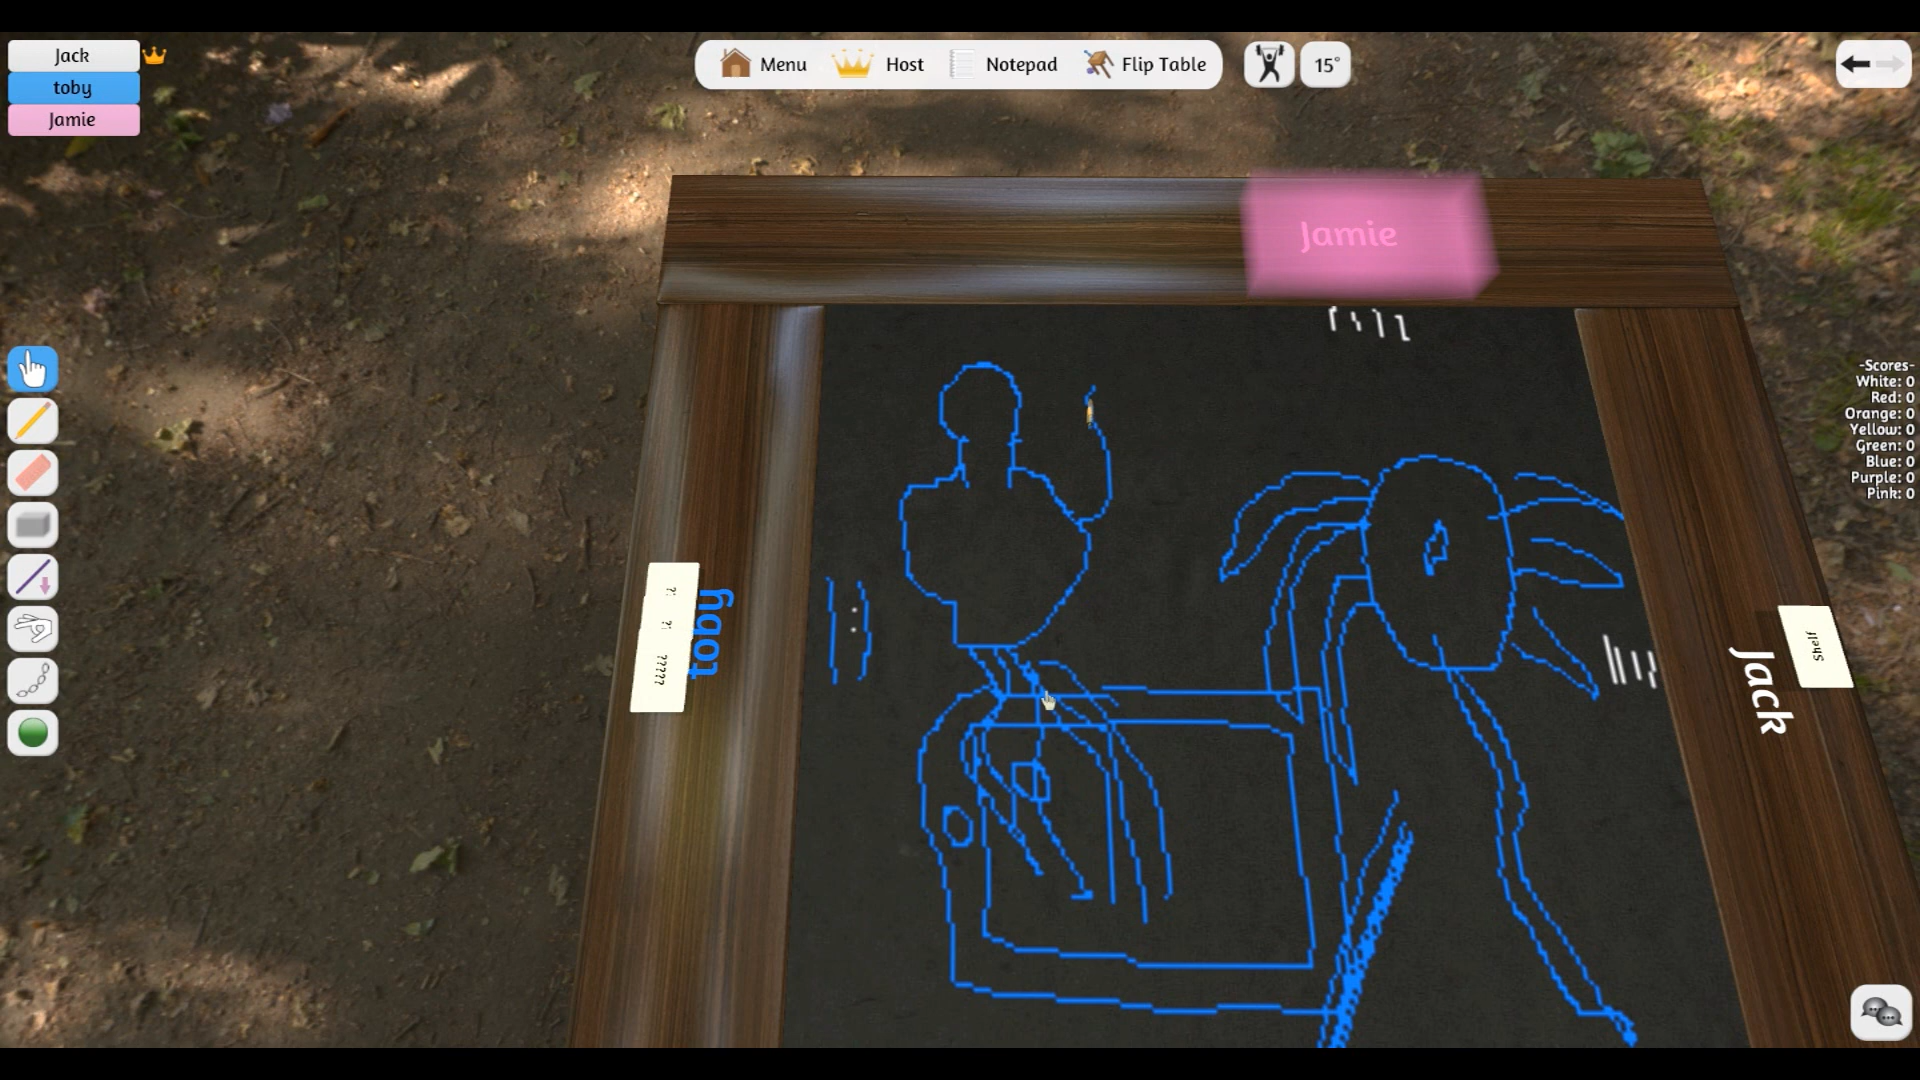 Jack
toby
Jamie
Menu Host Notepad Flip Table 15°
Jamie
-Scores-
White: 0
Red: 0
Orange: 0
Yellow: 0
Green: 0
Blue: 0
Purple: 0
Pink: 0
?! ?! ?????
toby
Jack
Shelf